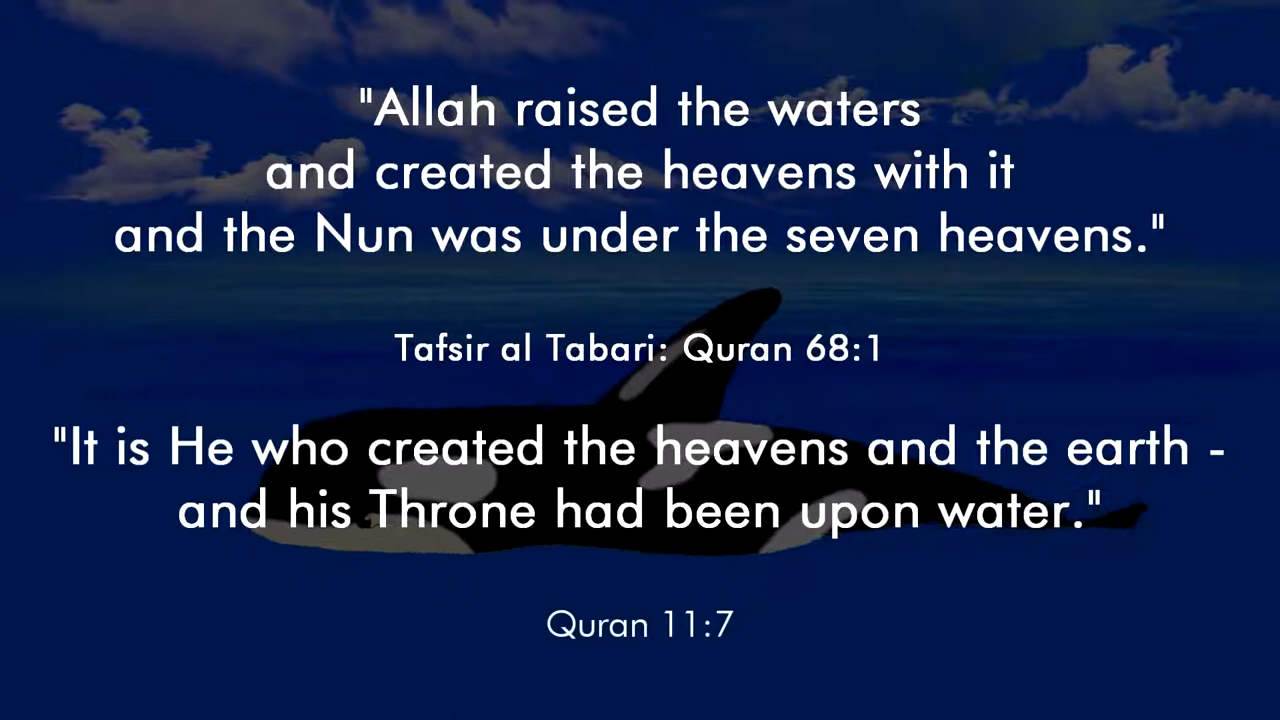 "Allah raised the waters
and created the heavens with it
and the Nun was under the seven heavens."
Tafsir al Tabari: Quran 68:1
"It is He who created the heavens and the earth -
and his Throne had been upon water."
Quran 11:7